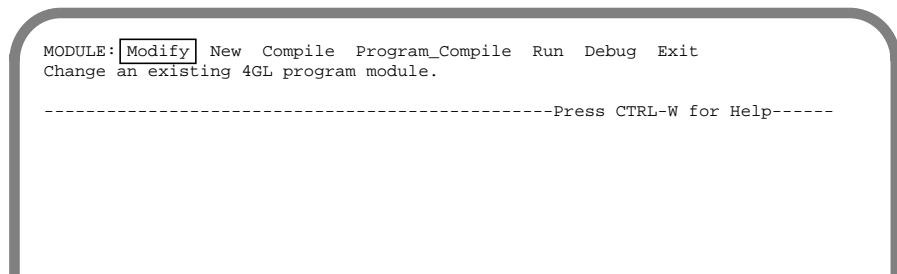 MODULE: Modify New Compile Program_Compile Run Debug Exit
Change an existing 4GL program module.
-------------------------------------------------Press CTRL-W for Help------